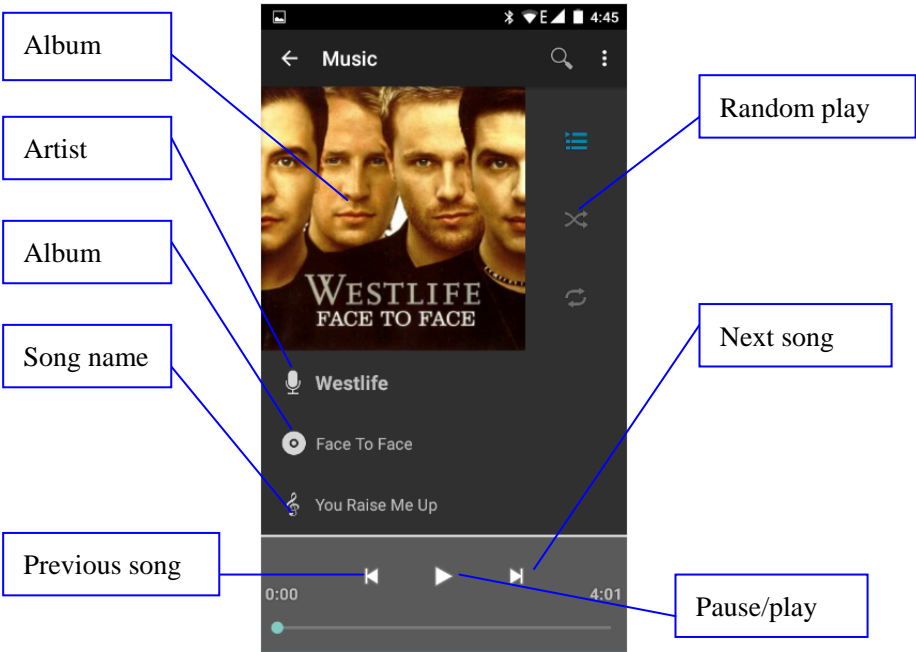 Album
Artist
Album
Song name
Previous song
E 4:45
Music
WESTLIFE
FACE TO FACE
Westlife
Face To Face
You Raise Me Up
0:00
4:01
Random play
Next song
Pause/play